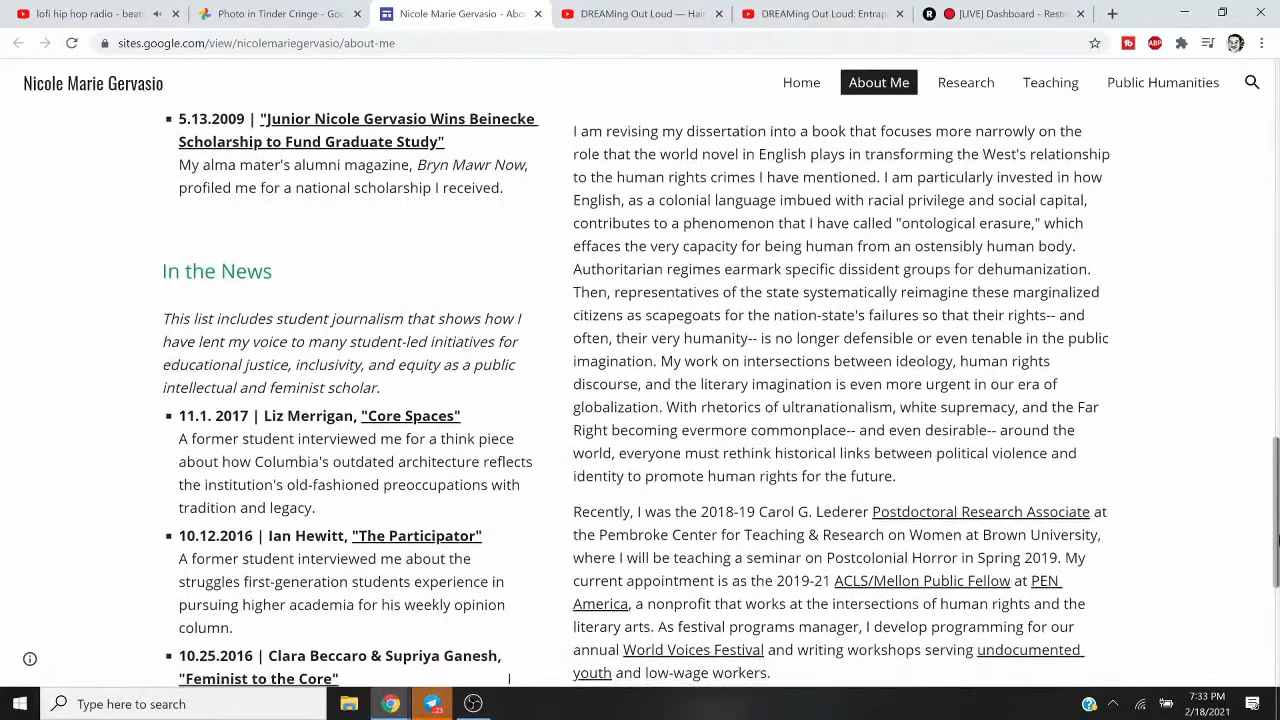 lofi hip hop radio beat
Photo in Tinder - Go
Nicole Marie Gervasio - Abo
DREAMing Out Loud — Hair
DREAMing Out Loud: Entrap
[LIVE] Dashboard - Rest
sites.google.com/view/nicolemariegervasio/about-me
ABP
Nicole Marie Gervasio
Home
About Me
Research
Teaching
Public Humanities
5.13.2009 | "Junior Nicole Gervasio Wins Beinecke
Scholarship to Fund Graduate Study"
My alma mater's alumni magazine, Bryn Mawr Now,
profiled me for a national scholarship I received.
In the News
This list includes student journalism that shows how I
have lent my voice to many student-led initiatives for
educational justice, inclusivity, and equity as a public
intellectual and feminist scholar.
11.1. 2017 | Liz Merrigan, "Core Spaces"
A former student interviewed me for a think piece
about how Columbia's outdated architecture reflects
the institution's old-fashioned preoccupations with
tradition and legacy.
10.12.2016 | Ian Hewitt, "The Participator"
A former student interviewed me about the
struggles first-generation students experience in
pursuing higher academia for his weekly opinion
column.
10.25.2016 | Clara Beccaro & Supriya Ganesh,
"Feminist to the Core"
I am revising my dissertation into a book that focuses more narrowly on the
role that the world novel in English plays in transforming the West's relationship
to the human rights crimes I have mentioned. I am particularly invested in how
English, as a colonial language imbued with racial privilege and social capital,
contributes to a phenomenon that I have called "ontological erasure," which
effaces the very capacity for being human from an ostensibly human body.
Authoritarian regimes earmark specific dissident groups for dehumanization.
Then, representatives of the state systematically reimagine these marginalized
citizens as scapegoats for the nation-state's failures so that their rights-- and
often, their very humanity-- is no longer defensible or even tenable in the public
imagination. My work on intersections between ideology, human rights
discourse, and the literary imagination is even more urgent in our era of
globalization. With rhetorics of ultranationalism, white supremacy, and the Far
Right becoming evermore commonplace-- and even desirable-- around the
world, everyone must rethink historical links between political violence and
identity to promote human rights for the future.
Recently, I was the 2018-19 Carol G. Lederer Postdoctoral Research Associate at
the Pembroke Center for Teaching & Research on Women at Brown University,
where I will be teaching a seminar on Postcolonial Horror in Spring 2019. My
current appointment is as the 2019-21 ACLS/Mellon Public Fellow at PEN
America, a nonprofit that works at the intersections of human rights and the
literary arts. As festival programs manager, I develop programming for our
annual World Voices Festival and writing workshops serving undocumented
youth and low-wage workers.
Type here to search
23
7:33 PM
2/18/2021